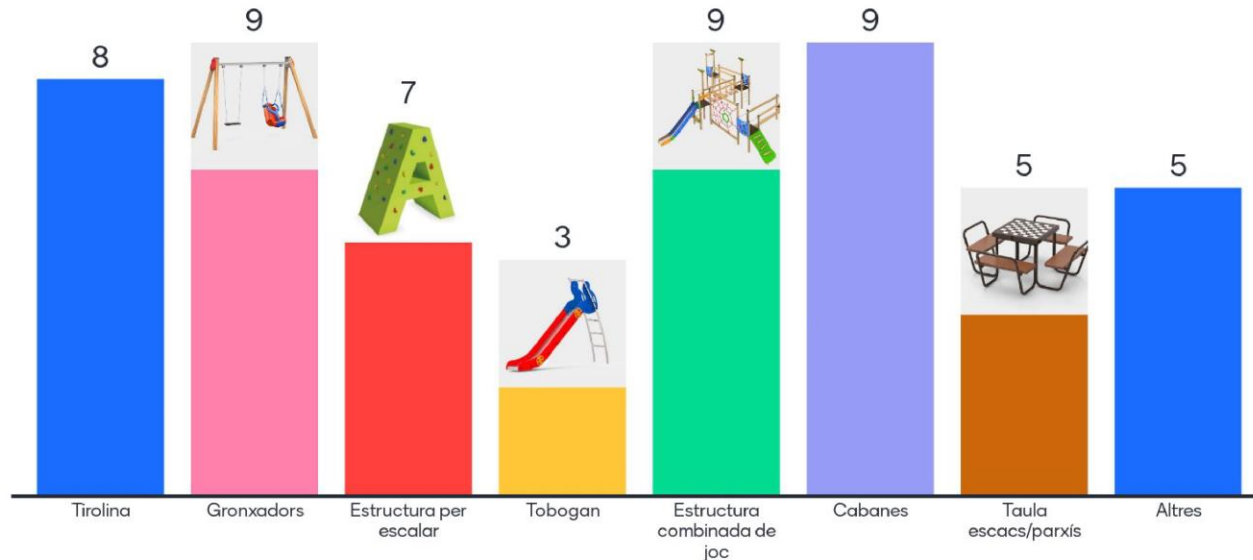 8
9
7
3
9
9
5
5
Tirolina
Gronxadors
Estructura per
escalar
Tobogan
Estructura
combinada de
joc
Cabanes
Taula
escacs/parxís
Altres